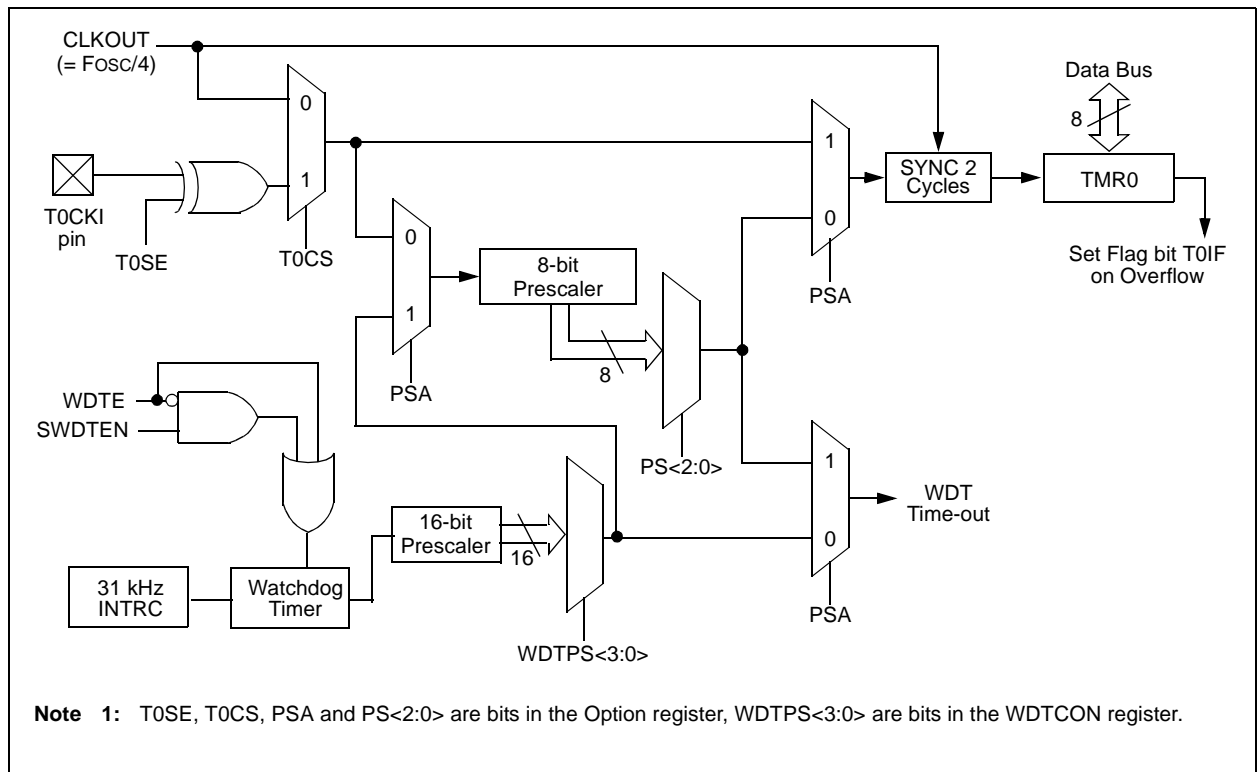 CLKOUT
(= FOSC/4)
Data Bus
0
8
1
T0CKI
pin
T0SE
1
T0CS
SYNC 2
Cycles
TMR0
0
0
8-bit
Prescaler
PSA
Set Flag bit T0IF
on Overflow
1
8
PSA
WDTE
SWDTEN
PS<2:0>
1
WDT
Time-out
16-bit
Prescaler
16
0
31 kHz
INTRC
Watchdog
Timer
PSA
WDTPS<3:0>
Note 1: T0SE, T0CS, PSA and PS<2:0> are bits in the Option register, WDTPS<3:0> are bits in the WDTCON register.